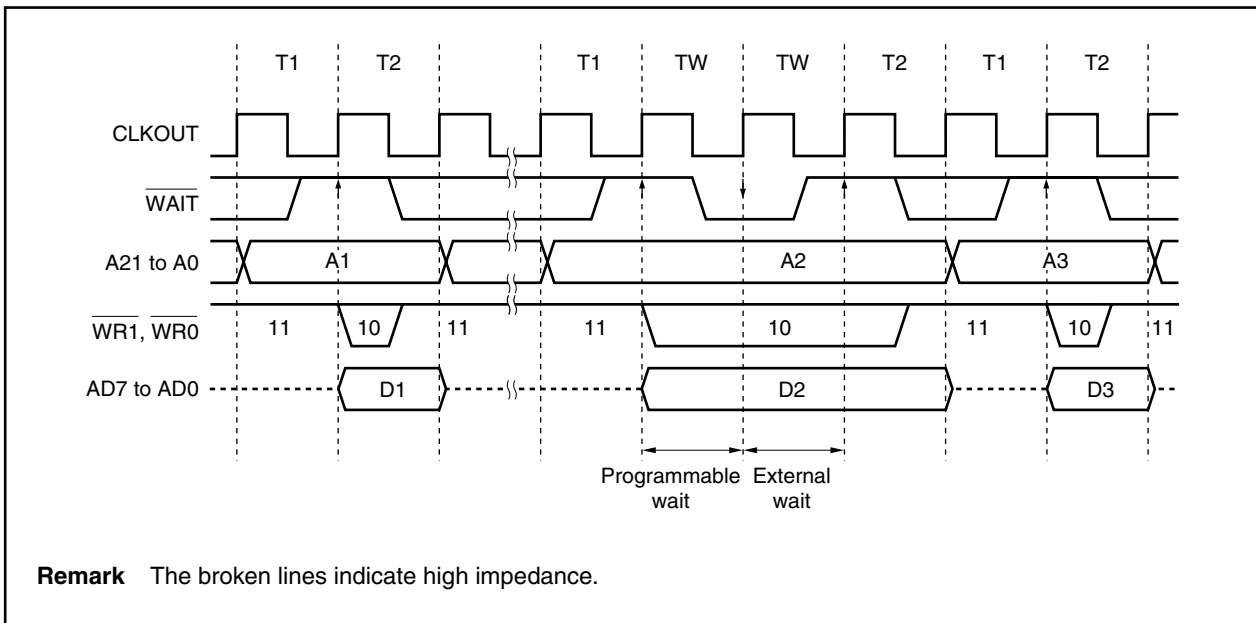 T1 T2 T1 TW TW T2 T1 T2
CLKOUT
WAIT
A21 to A0 A1 A2 A3
WR1, WR0 11 10 11 11 10 11 10 11
AD7 to AD0 D1 D2 D3
Programmable wait
External wait
Remark The broken lines indicate high impedance.